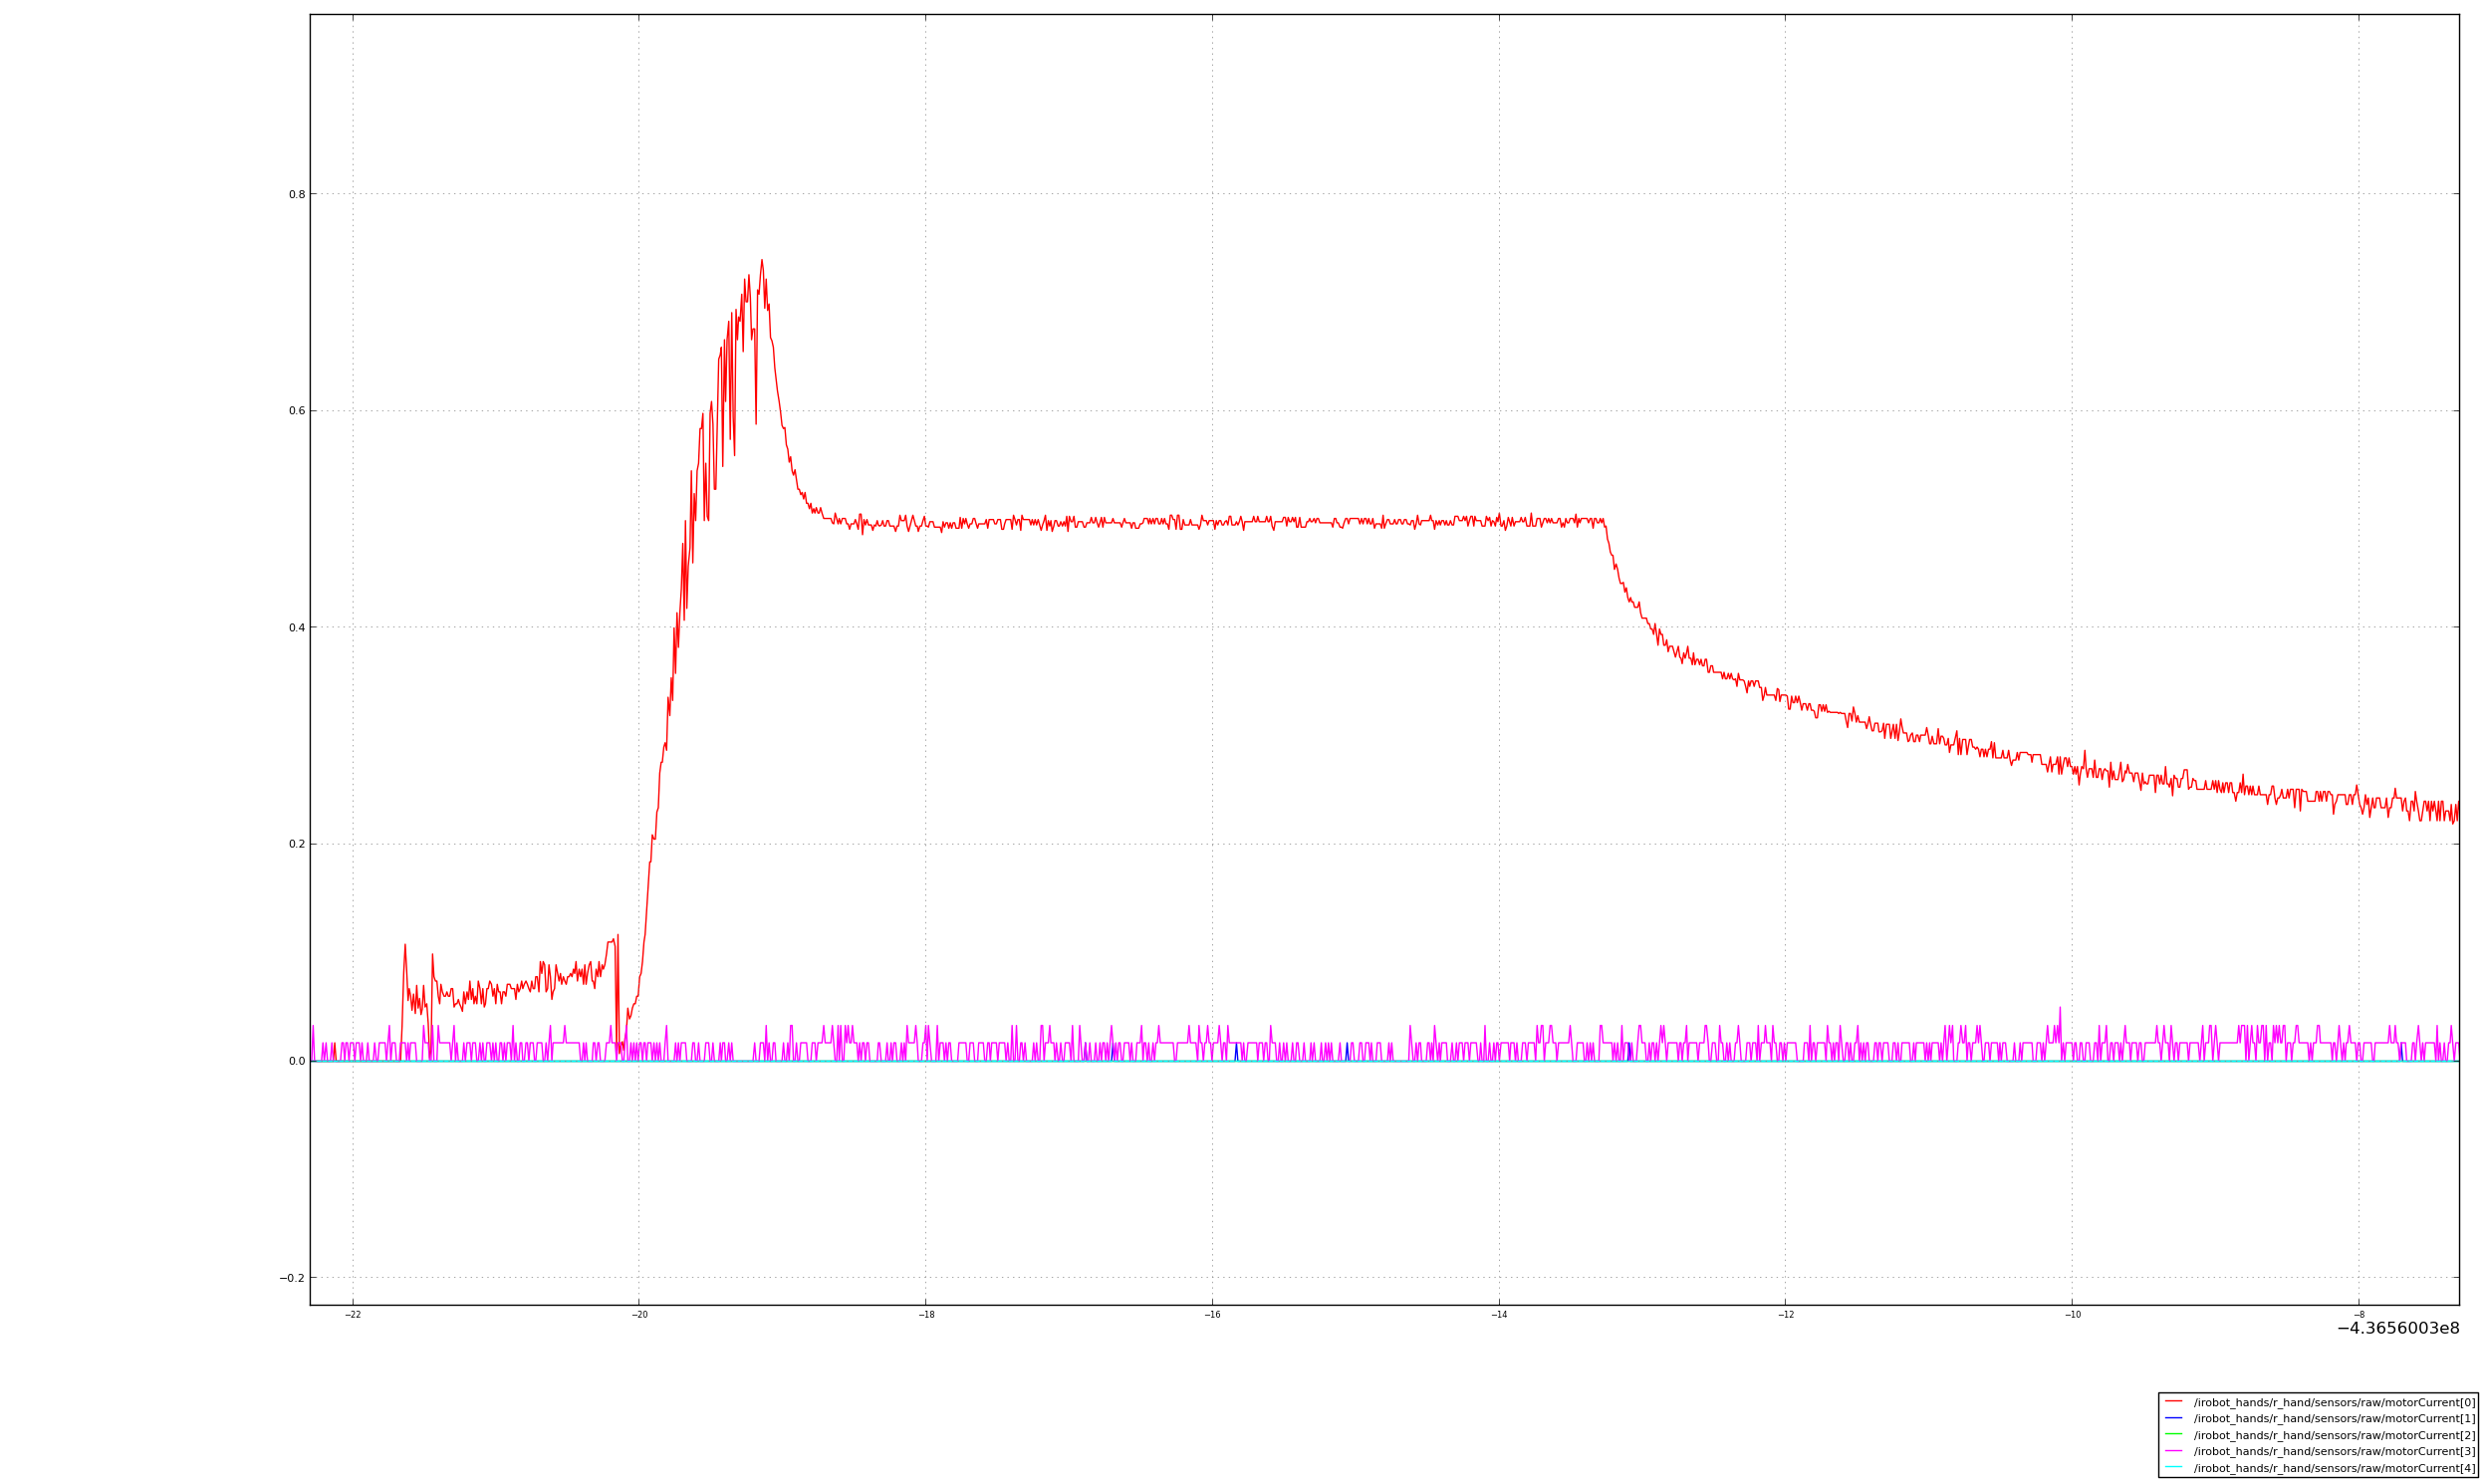 0.8
0.6
0.4
0.2
0.0
−0.2
−22 −20 −18 −16 −14 −12 −10 −8
−4.3656003e8
/irobot_hands/r_hand/sensors/raw/motorCurrent[0]
/irobot_hands/r_hand/sensors/raw/motorCurrent[1]
/irobot_hands/r_hand/sensors/raw/motorCurrent[2]
/irobot_hands/r_hand/sensors/raw/motorCurrent[3]
/irobot_hands/r_hand/sensors/raw/motorCurrent[4]